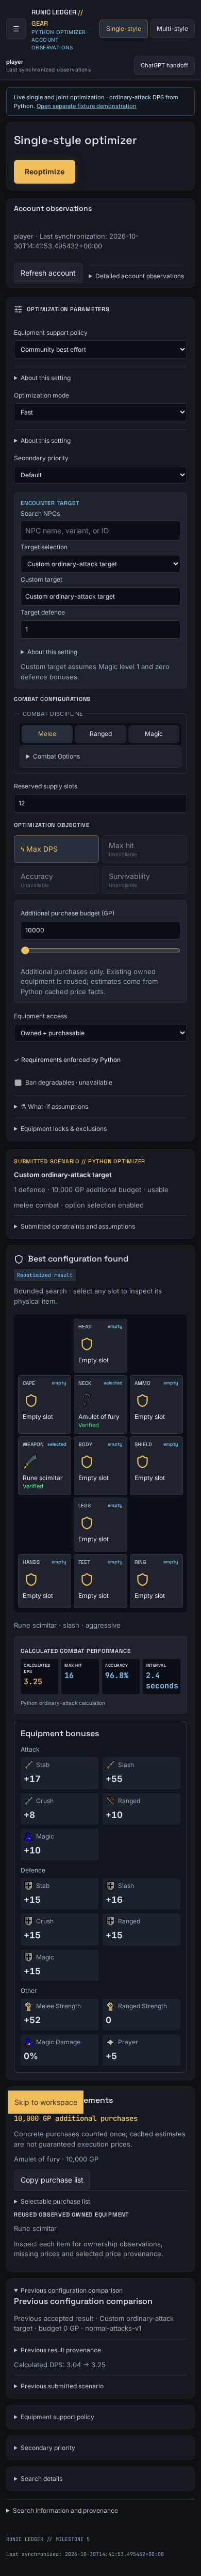 RUNIC LEDGER //
GEAR
PYTHON OPTIMIZER ·
ACCOUNT
OBSERVATIONS
Single-style
Multi-style
player
Last synchronized observations
ChatGPT handoff
Live single and joint optimization · ordinary-attack DPS from
Python. Open separate fixture demonstration
Single-style optimizer
Reoptimize
Account observations
player · Last synchronization: 2026-10-
30T14:41:53.495432+00:00
Refresh account
Detailed account observations
OPTIMIZATION PARAMETERS
Equipment support policy
Community best effort
About this setting
Optimization mode
Fast
About this setting
Secondary priority
Default
ENCOUNTER TARGET
Search NPCs
NPC name, variant, or ID
Target selection
Custom ordinary-attack target
Custom target
Custom ordinary-attack target
Target defence
1
About this setting
Custom target assumes Magic level 1 and zero
defence bonuses.
COMBAT CONFIGURATIONS
COMBAT DISCIPLINE
Melee
Ranged
Magic
Combat Options
Reserved supply slots
12
OPTIMIZATION OBJECTIVE
ϟ Max DPS
Max hit
Unavailable
Accuracy
Unavailable
Survivability
Unavailable
Additional purchase budget (GP)
10000
Additional purchases only. Existing owned
equipment is reused; estimates come from
Python cached price facts.
Equipment access
Owned + purchasable
✓ Requirements enforced by Python
Ban degradables · unavailable
⚗ What-if assumptions
Equipment locks & exclusions
SUBMITTED SCENARIO // PYTHON OPTIMIZER
Custom ordinary-attack target
1 defence · 10,000 GP additional budget · usable
melee combat · option selection enabled
Submitted constraints and assumptions
Best configuration found
Reoptimized result
Bounded search · select any slot to inspect its
physical item.
HEAD empty
Empty slot
CAPE empty
Empty slot
NECK selected
Amulet of fury
Verified
AMMO empty
Empty slot
WEAPON selected
Rune scimitar
Verified
BODY empty
Empty slot
SHIELD empty
Empty slot
LEGS empty
Empty slot
HANDS empty
Empty slot
FEET empty
Empty slot
RING empty
Empty slot
Rune scimitar · slash · aggressive
CALCULATED COMBAT PERFORMANCE
CALCULATED
DPS
3.25
MAX HIT
16
ACCURACY
96.8%
INTERVAL
2.4
seconds
Python ordinary-attack calculation
Equipment bonuses
Attack
Stab
+17
Slash
+55
Crush
+8
Ranged
+10
Magic
+10
Defence
Stab
+15
Slash
+16
Crush
+15
Ranged
+15
Magic
+15
Other
Melee Strength
+52
Ranged Strength
0
Magic Damage
0%
Prayer
+5
Skip to workspace
ements
10,000 GP additional purchases
Concrete purchases counted once; cached estimates
are not guaranteed execution prices.
Amulet of fury · 10,000 GP
Copy purchase list
Selectable purchase list
REUSED OBSERVED OWNED EQUIPMENT
Rune scimitar
Inspect each item for ownership observations,
missing prices and selected price provenance.
Previous configuration comparison
Previous configuration comparison
Previous accepted result · Custom ordinary-attack
target · budget 0 GP · normal-attacks-v1
Previous result provenance
Calculated DPS: 3.04 → 3.25
Previous submitted scenario
Equipment support policy
Secondary priority
Search details
Search information and provenance
RUNIC LEDGER // MILESTONE 5
Last synchronized: 2026-10-30T14:41:53.495432+00:00